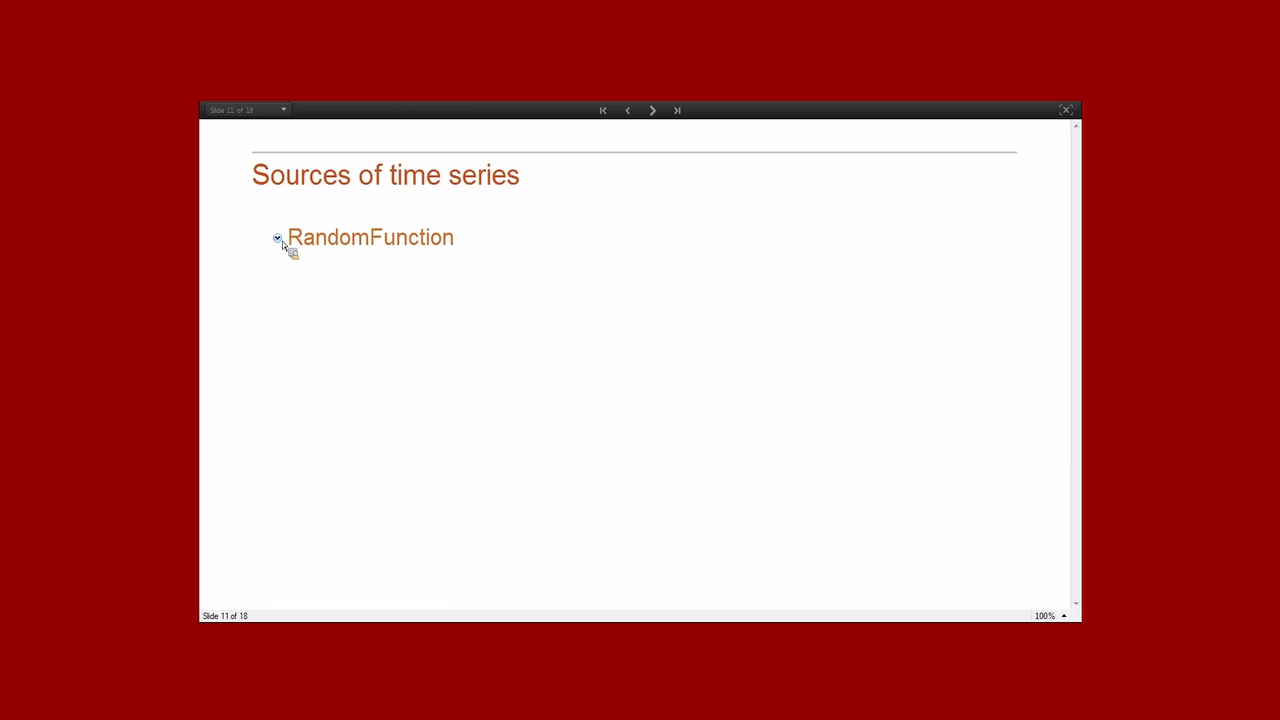 Slide 11 of 18
Sources of time series
RandomFunction
Slide 11 of 18
100%